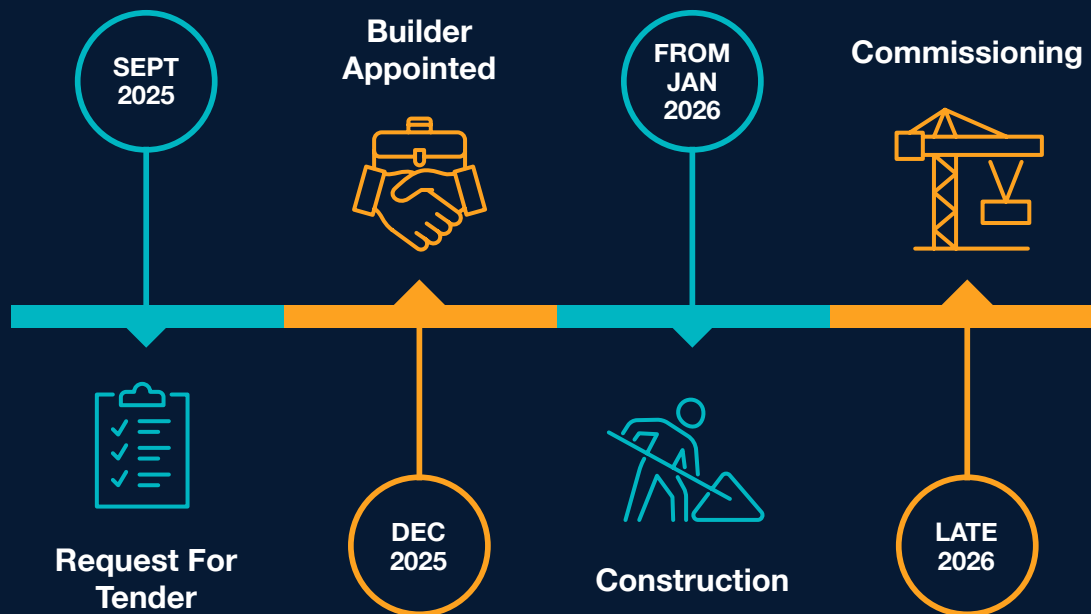 SEPT
2025
Request For
Tender
Builder
Appointed
DEC
2025
FROM
JAN
2026
Construction
Commissioning
LATE
2026